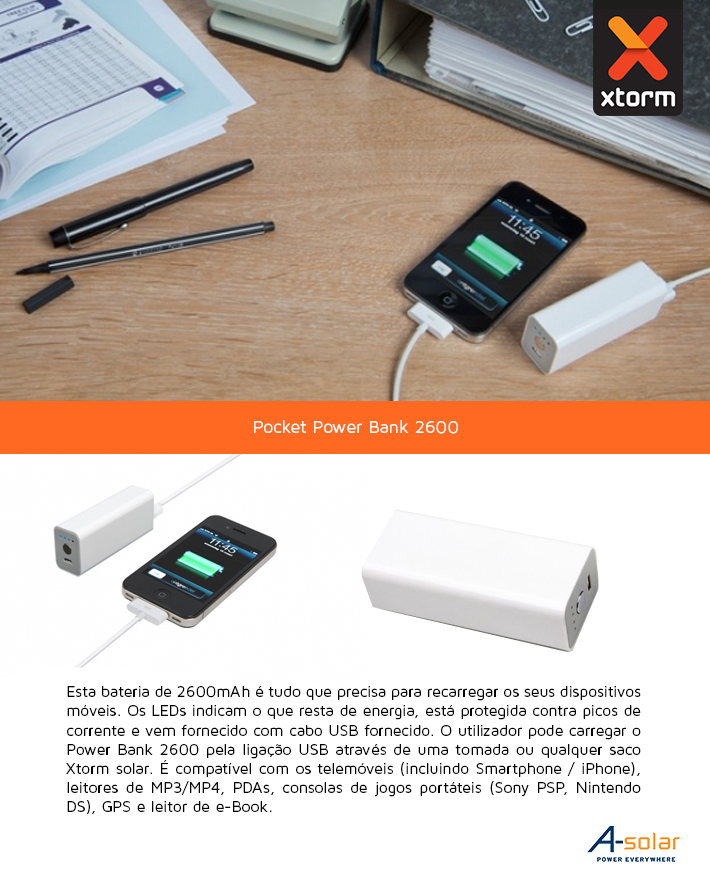 xtorm
11:45
Pocket Power Bank 2600
11:45
Esta bateria de 2600mAh é tudo que precisa para recarregar os seus dispositivos
móveis. Os LEDs indicam o que resta de energia, está protegida contra picos de
corrente e vem fornecido com cabo USB fornecido. O utilizador pode carregar o
Power Bank 2600 pela ligação USB através de uma tomada ou qualquer saco
Xtorm solar. É compatível com os telemóveis (incluindo Smartphone / iPhone),
leitores de MP3/MP4, PDAs, consolas de jogos portáteis (Sony PSP, Nintendo
DS), GPS e leitor de e-Book.
A-solar
POWER EVERYWHERE